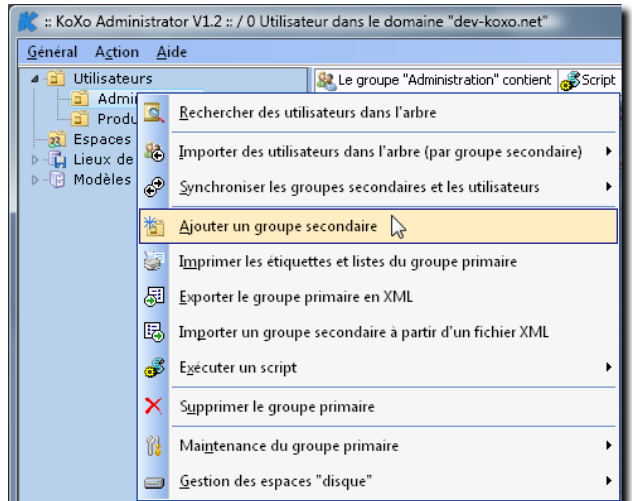 :: KoXo Administrator V1.2 :: / 0 Utilisateur dans le domaine "dev-koxo.net"
Général Action Aide
Utilisateurs
Le groupe "Administration" contient
Script
Admi
Produ
Espaces
Lieux de
Modèles
Rechercher des utilisateurs dans l'arbre
Importer des utilisateurs dans l'arbre (par groupe secondaire)
Synchroniser les groupes secondaires et les utilisateurs
Ajouter un groupe secondaire
Imprimer les étiquettes et listes du groupe primaire
Exporter le groupe primaire en XML
Importer un groupe secondaire à partir d'un fichier XML
Exécuter un script
Supprimer le groupe primaire
Maintenance du groupe primaire
Gestion des espaces "disque"